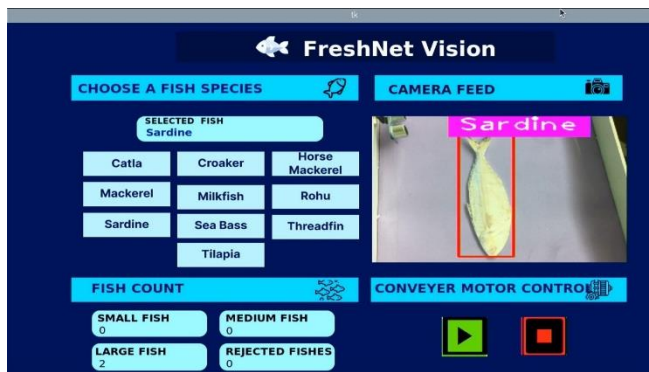 FreshNet Vision
CHOOSE A FISH SPECIES
SELECTED FISH
Sardine
Catla
Croaker
Horse
Mackerel
Mackerel
Milkfish
Rohu
Sardine
Sea Bass
Threadfin
Tilapia
CAMERA FEED
Sardine
FISH COUNT
SMALL FISH
0
MEDIUM FISH
0
LARGE FISH
2
REJECTED FISHES
0
CONVEYER MOTOR CONTROL